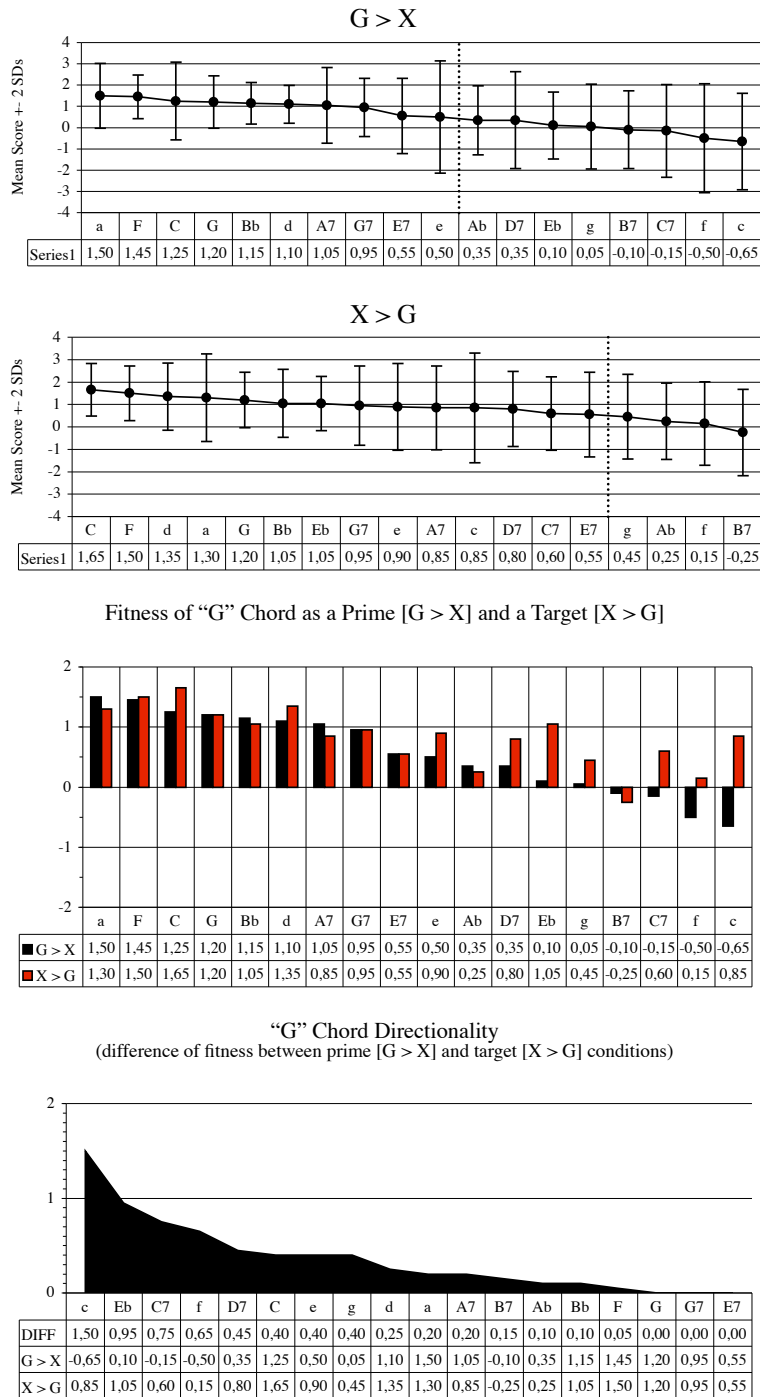 G > X
4
3
2
1
0
-1
-2
-3
-4
Mean Score +- 2 SDs
a F C G Bb d A7 G7 E7 e Ab D7 Eb g B7 C7 f c
Series1 1,50 1,45 1,25 1,20 1,15 1,10 1,05 0,95 0,55 0,50 0,35 0,35 0,10 0,05 -0,10 -0,15 -0,50 -0,65
X > G
4
3
2
1
0
-1
-2
-3
-4
Mean Score +- 2 SDs
C F d a G Bb Eb G7 e A7 c D7 C7 E7 g Ab f B7
Series1 1,65 1,50 1,35 1,30 1,20 1,05 1,05 0,95 0,90 0,85 0,85 0,80 0,60 0,55 0,45 0,25 0,15 -0,25
Fitness of “G” Chord as a Prime [G > X] and a Target [X > G]
2
1
0
-1
-2
a F C G Bb d A7 G7 E7 e Ab D7 Eb g B7 C7 f c
G > X 1,50 1,45 1,25 1,20 1,15 1,10 1,05 0,95 0,55 0,50 0,35 0,35 0,10 0,05 -0,10 -0,15 -0,50 -0,65
X > G 1,30 1,50 1,65 1,20 1,05 1,35 0,85 0,95 0,55 0,90 0,25 0,80 1,05 0,45 -0,25 0,60 0,15 0,85
“G” Chord Directionality
(difference of fitness between prime [G > X] and target [X > G] conditions)
2
1
0
c Eb C7 f D7 C e g d a A7 B7 Ab Bb F G G7 E7
DIFF 1,50 0,95 0,75 0,65 0,45 0,40 0,40 0,40 0,25 0,20 0,20 0,15 0,10 0,10 0,05 0,00 0,00 0,00
G > X -0,65 0,10 -0,15 -0,50 0,35 1,25 0,50 0,05 1,10 1,50 1,05 -0,10 0,35 1,15 1,45 1,20 0,95 0,55
X > G 0,85 1,05 0,60 0,15 0,80 1,65 0,90 0,45 1,35 1,30 0,85 -0,25 0,25 1,05 1,50 1,20 0,95 0,55